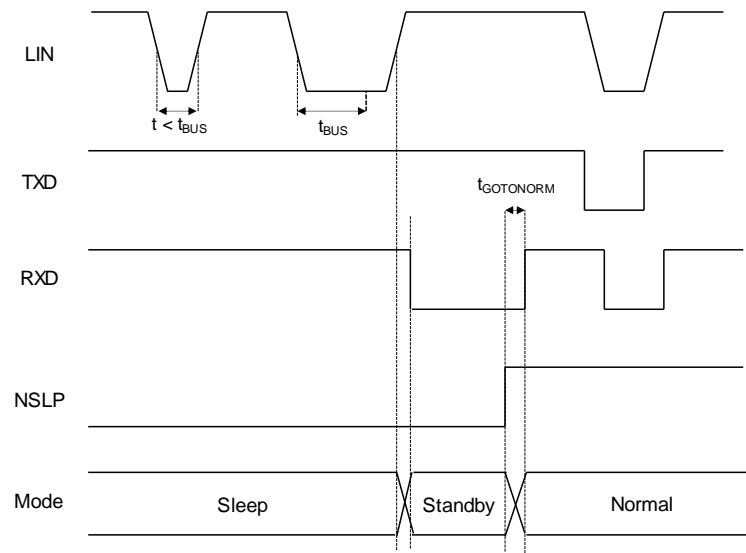 LIN
t < tBUS
tBUS
TXD
tGOTONORM
RXD
NSLP
Mode
Sleep
Standby
Normal